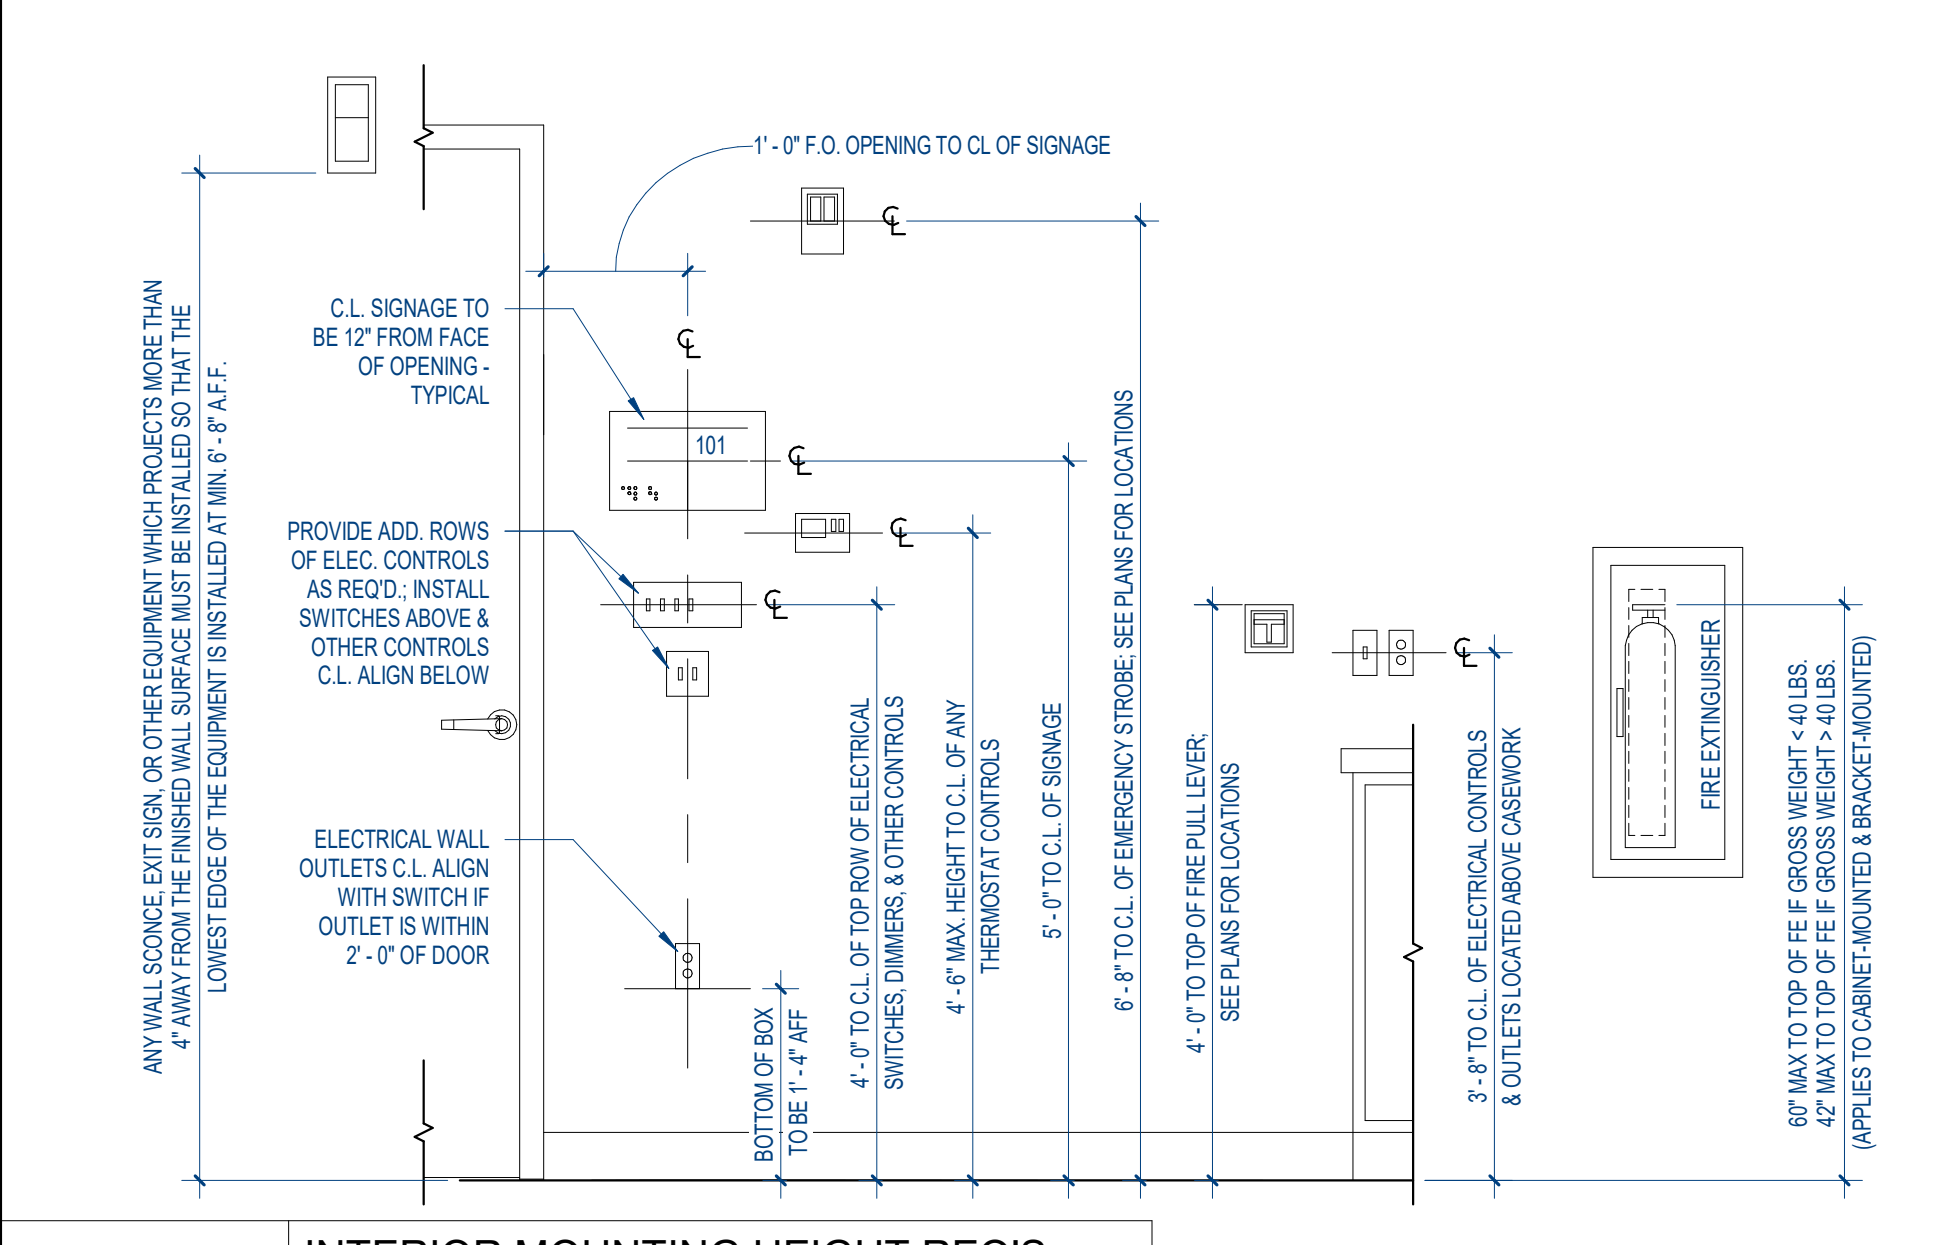 1' - 0" F.O. OPENING TO CL OF SIGNAGE
C.L. SIGNAGE TO
BE 12" FROM FACE
OF OPENING -
TYPICAL
101
PROVIDE ADD. ROWS
OF ELEC. CONTROLS
AS REQ'D.; INSTALL
SWITCHES ABOVE &
OTHER CONTROLS
C.L. ALIGN BELOW
ELECTRICAL WALL
OUTLETS C.L. ALIGN
WITH SWITCH IF
OUTLET IS WITHIN
2' - 0" OF DOOR
ANY WALL SCONCE, EXIT SIGN, OR OTHER EQUIPMENT WHICH PROJECTS MORE THAN
4" AWAY FROM THE FINISHED WALL SURFACE MUST BE INSTALLED SO THAT THE
LOWEST EDGE OF THE EQUIPMENT IS INSTALLED AT MIN. 6' - 8" A.F.F.
BOTTOM OF BOX
TO BE 1' - 4" AFF
4' - 0" TO C.L. OF TOP ROW OF ELECTRICAL
SWITCHES, DIMMERS, & OTHER CONTROLS
4' - 6" MAX. HEIGHT TO C.L. OF ANY
THERMOSTAT CONTROLS
5' - 0" TO C.L. OF SIGNAGE
6' - 8" TO C.L. OF EMERGENCY STROBE; SEE PLANS FOR LOCATIONS
4' - 0" TO TOP OF FIRE PULL LEVER;
SEE PLANS FOR LOCATIONS
3' - 8" TO C.L. OF ELECTRICAL CONTROLS
& OUTLETS LOCATED ABOVE CASEWORK
FIRE EXTINGUISHER
60" MAX TO TOP OF FE IF GROSS WEIGHT < 40 LBS.
42" MAX TO TOP OF FE IF GROSS WEIGHT > 40 LBS.
(APPLIES TO CABINET-MOUNTED & BRACKET-MOUNTED)
INTERIOR MOUNTING HEIGHT REGIS